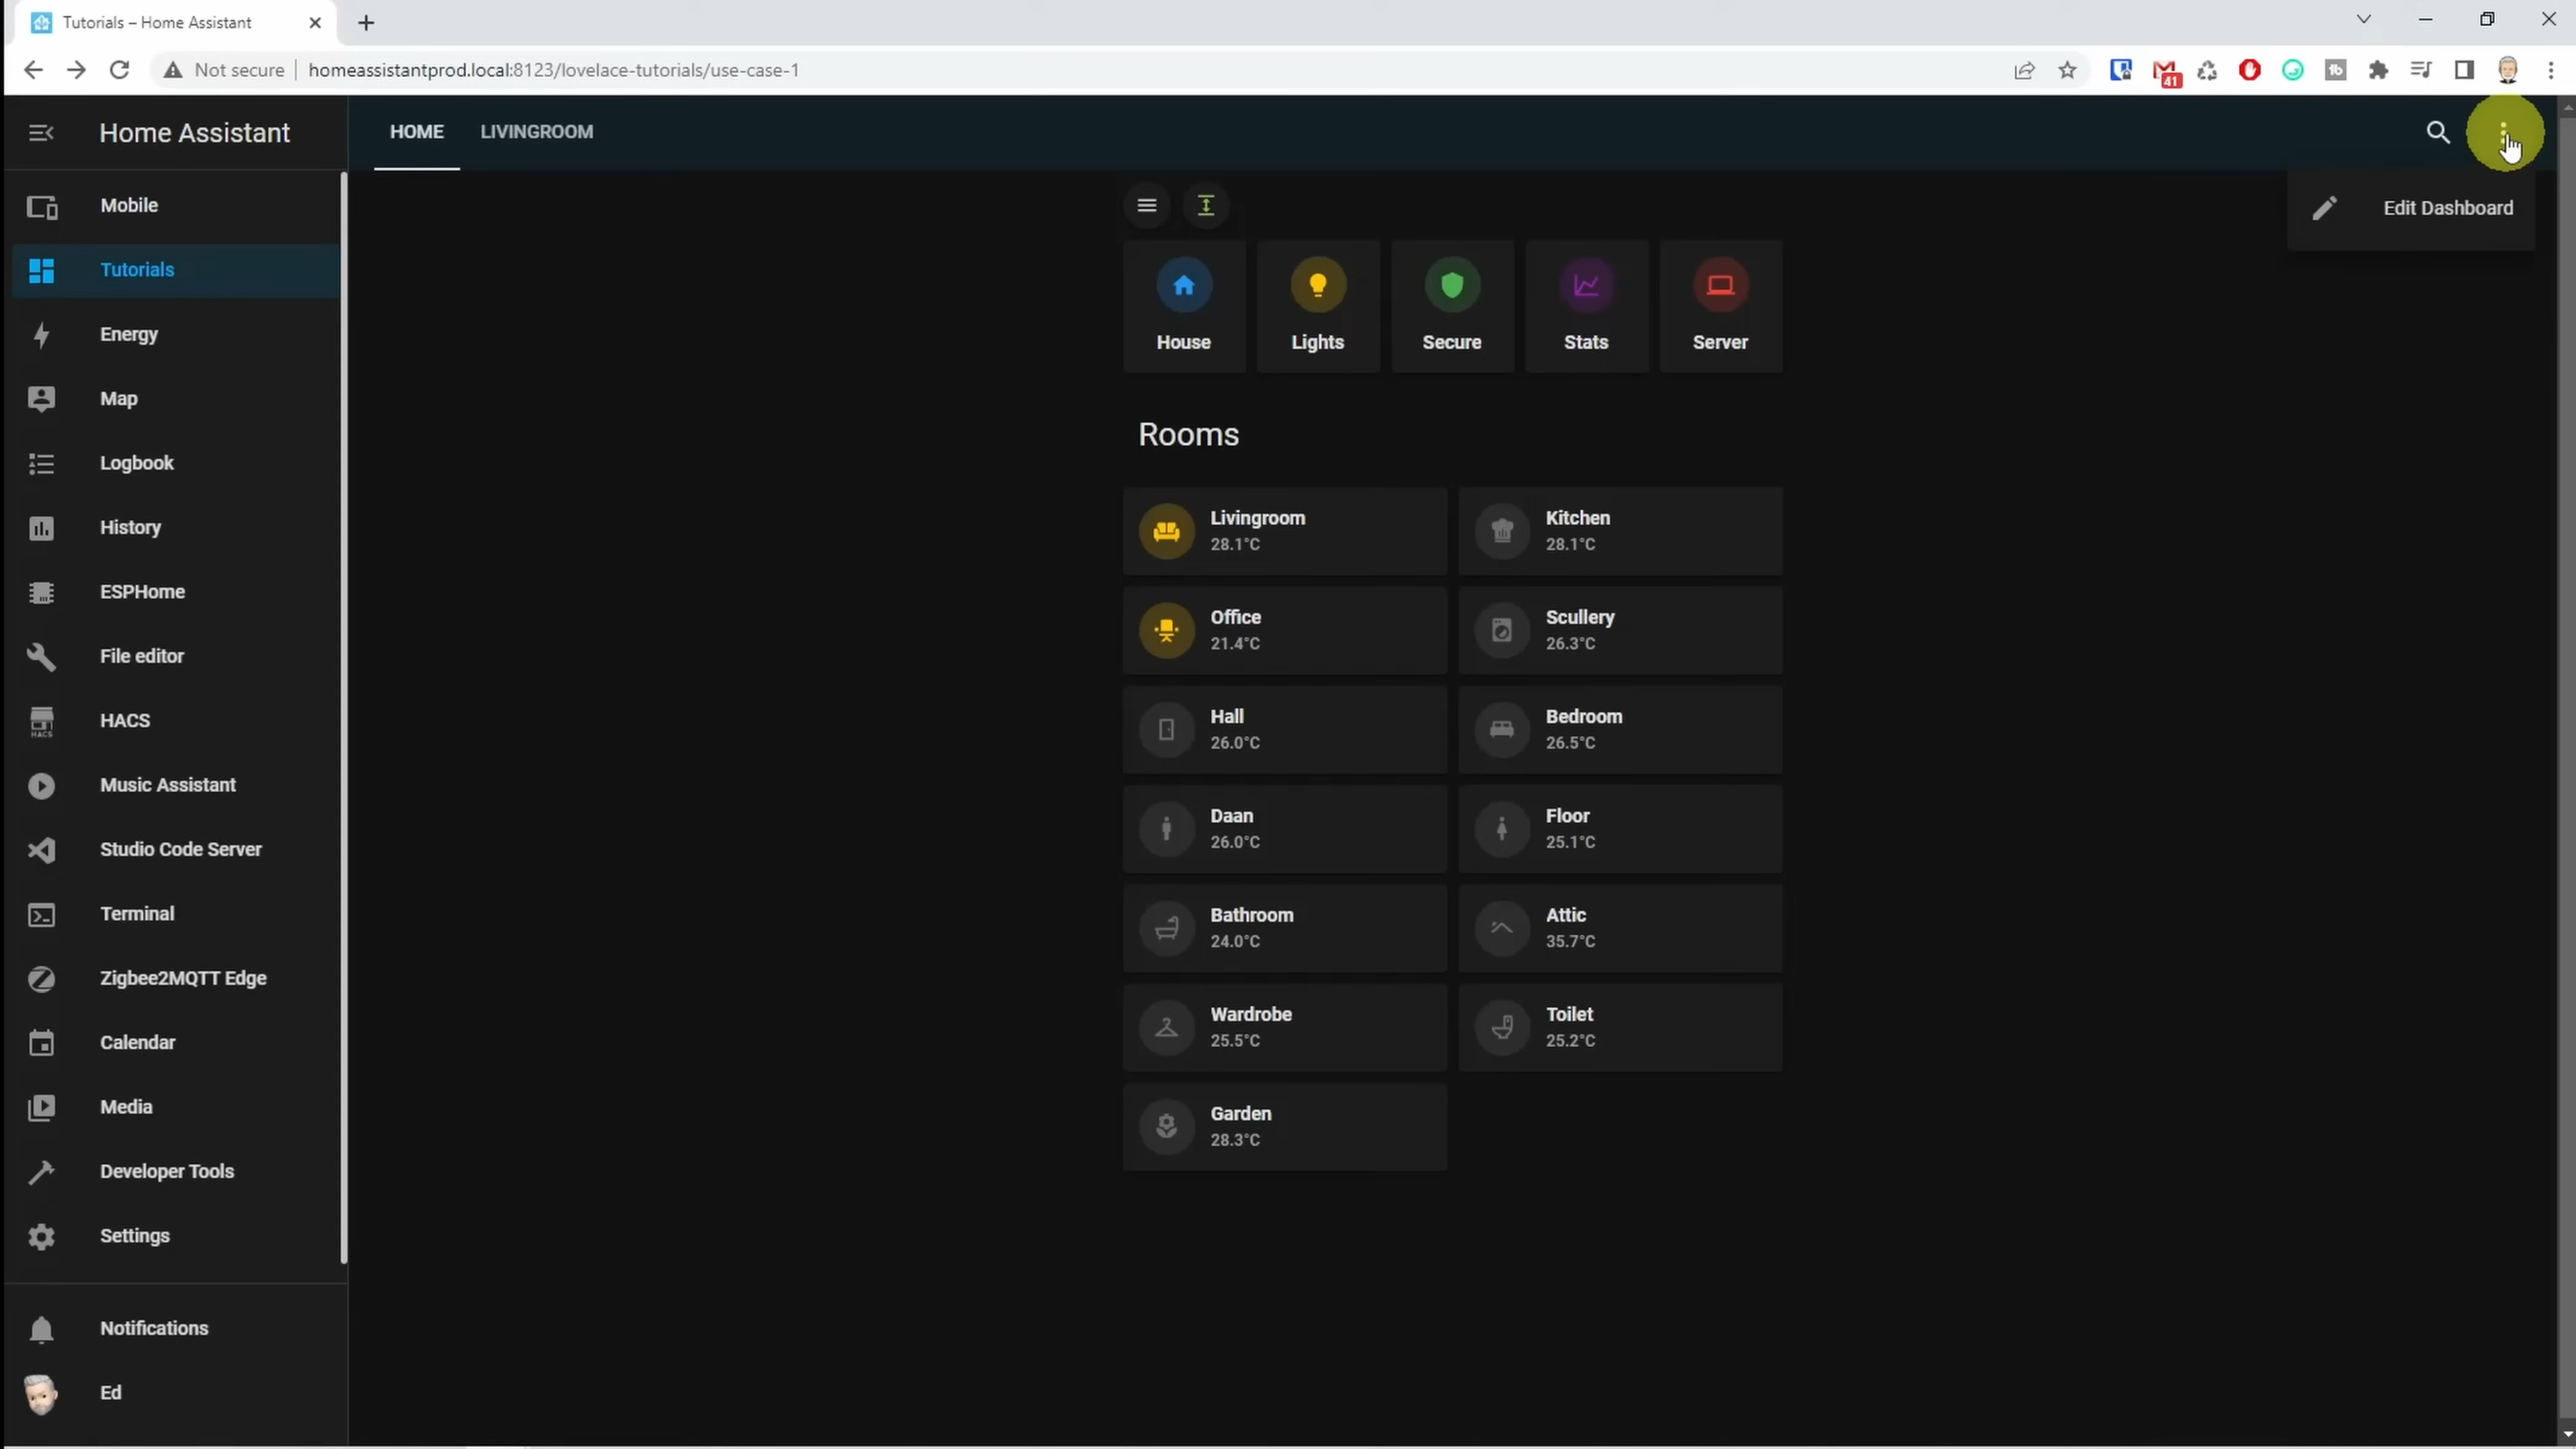 Tutorials – Home Assistant
Not secure
homeassistantprod.local:8123/lovelace-tutorials/use-case-1
41
tb
Home Assistant
HOME
LIVINGROOM
Edit Dashboard
Mobile
Tutorials
Energy
Map
Logbook
History
ESPHome
File editor
HACS
HACS
Music Assistant
Studio Code Server
Terminal
Zigbee2MQTT Edge
Calendar
Media
Developer Tools
Settings
Notifications
Ed
House
Lights
Secure
Stats
Server
Rooms
Livingroom
28.1°C
Kitchen
28.1°C
Office
21.4°C
Scullery
26.3°C
Hall
26.0°C
Bedroom
26.5°C
Daan
26.0°C
Floor
25.1°C
Bathroom
24.0°C
Attic
35.7°C
Wardrobe
25.5°C
Toilet
25.2°C
Garden
28.3°C